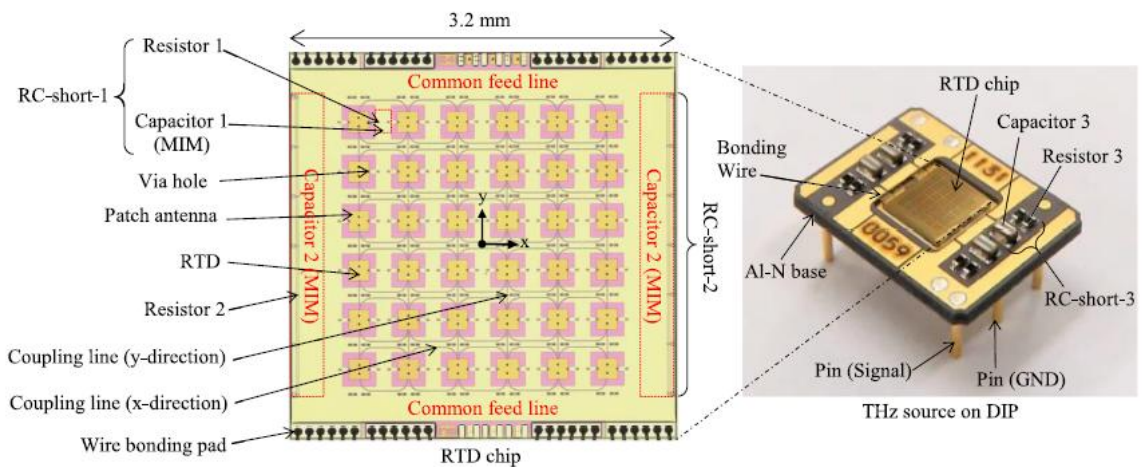 3.2 mm
Resistor 1
RC-short-1
Capacitor 1
(MIM)
Via hole
Patch antenna
RTD
Resistor 2
Coupling line (y-direction)
Coupling line (x-direction)
Wire bonding pad
Common feed line
Capacitor 2 (MIM)
y
x
Capacitor 2 (MIM)
Common feed line
RTD chip
RC-short-2
RTD chip
Capacitor 3
Resistor 3
Bonding
Wire
1131
0059
Al-N base
RC-short-3
Pin (Signal)
Pin (GND)
THz source on DIP